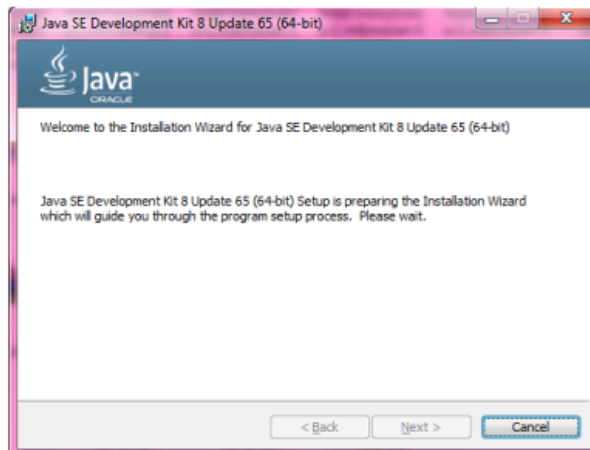 Java SE Development Kit 8 Update 65 (64-bit)
Java™
ORACLE
Welcome to the Installation Wizard for Java SE Development Kit 8 Update 65 (64-bit)
Java SE Development Kit 8 Update 65 (64-bit) Setup is preparing the Installation Wizard
which will guide you through the program setup process. Please wait.
< Back
Next >
Cancel